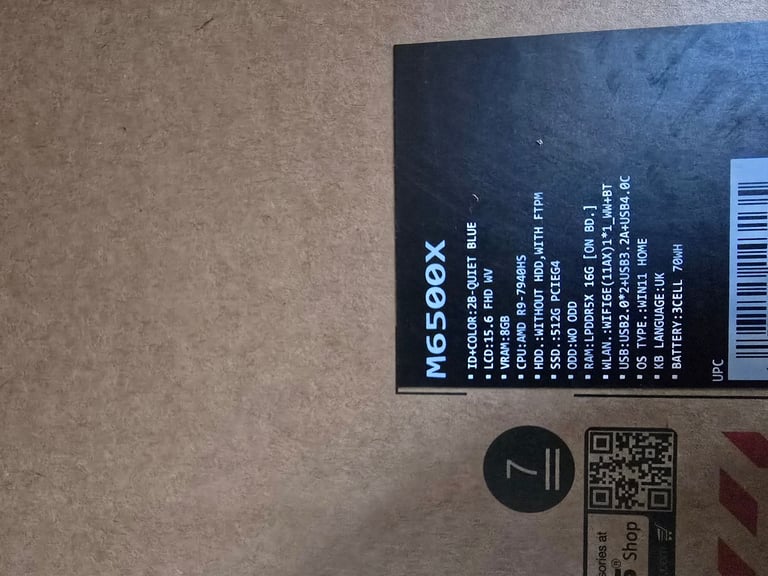 M6500X
▪ ID+COLOR:2B-QUIET BLUE
▪ LCD:15.6 FHD WV
▪ VRAM:8GB
▪ CPU:AMD R9-7940HS
▪ HDD.:WITHOUT HDD,WITH FTPM
▪ SSD.:512G PCIEG4
▪ ODD:WO ODD
▪ RAM:LPDDR5X 16G [ON BD.]
▪ WLAN.:WIFI6E(11AX)1*1_WW+BT
▪ USB:USB2.0*2+USB3.2A+USB4.0C
▪ OS TYPE.:WIN11 HOME
▪ KB LANGUAGE:UK
▪ BATTERY:3CELL 70WH
UPC
7
Shop